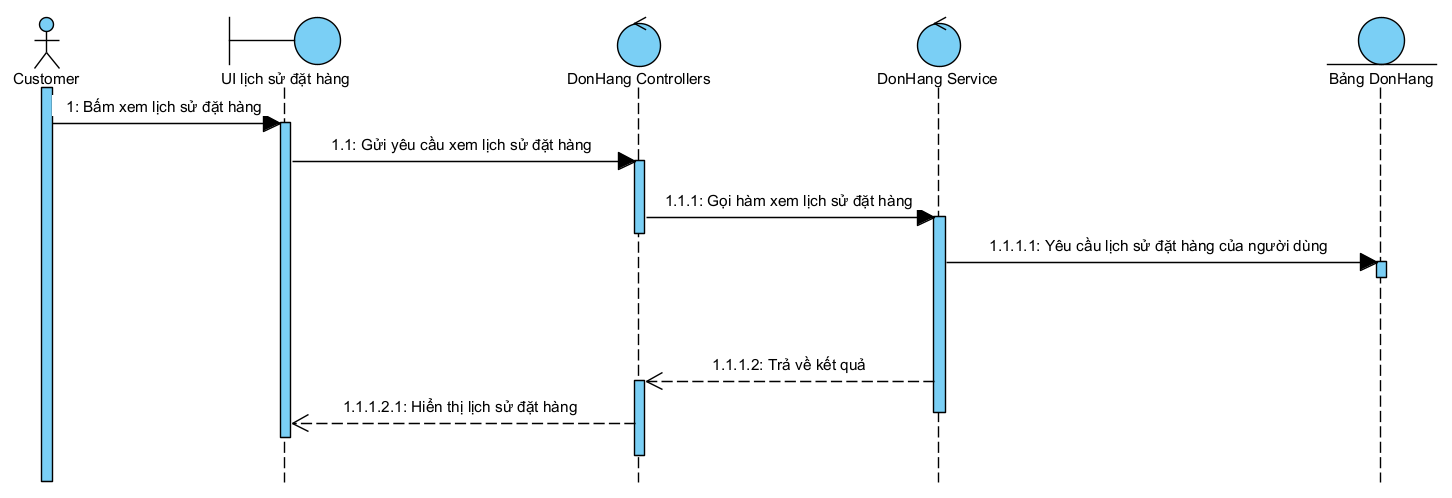 Customer
UI lịch sử đặt hàng
DonHang Controllers
DonHang Service
Bảng DonHang
1: Bấm xem lịch sử đặt hàng
1.1: Gửi yêu cầu xem lịch sử đặt hàng
1.1.1: Gọi hàm xem lịch sử đặt hàng
1.1.1.1: Yêu cầu lịch sử đặt hàng của người dùng
1.1.1.2: Trả về kết quả
1.1.1.2.1: Hiển thị lịch sử đặt hàng